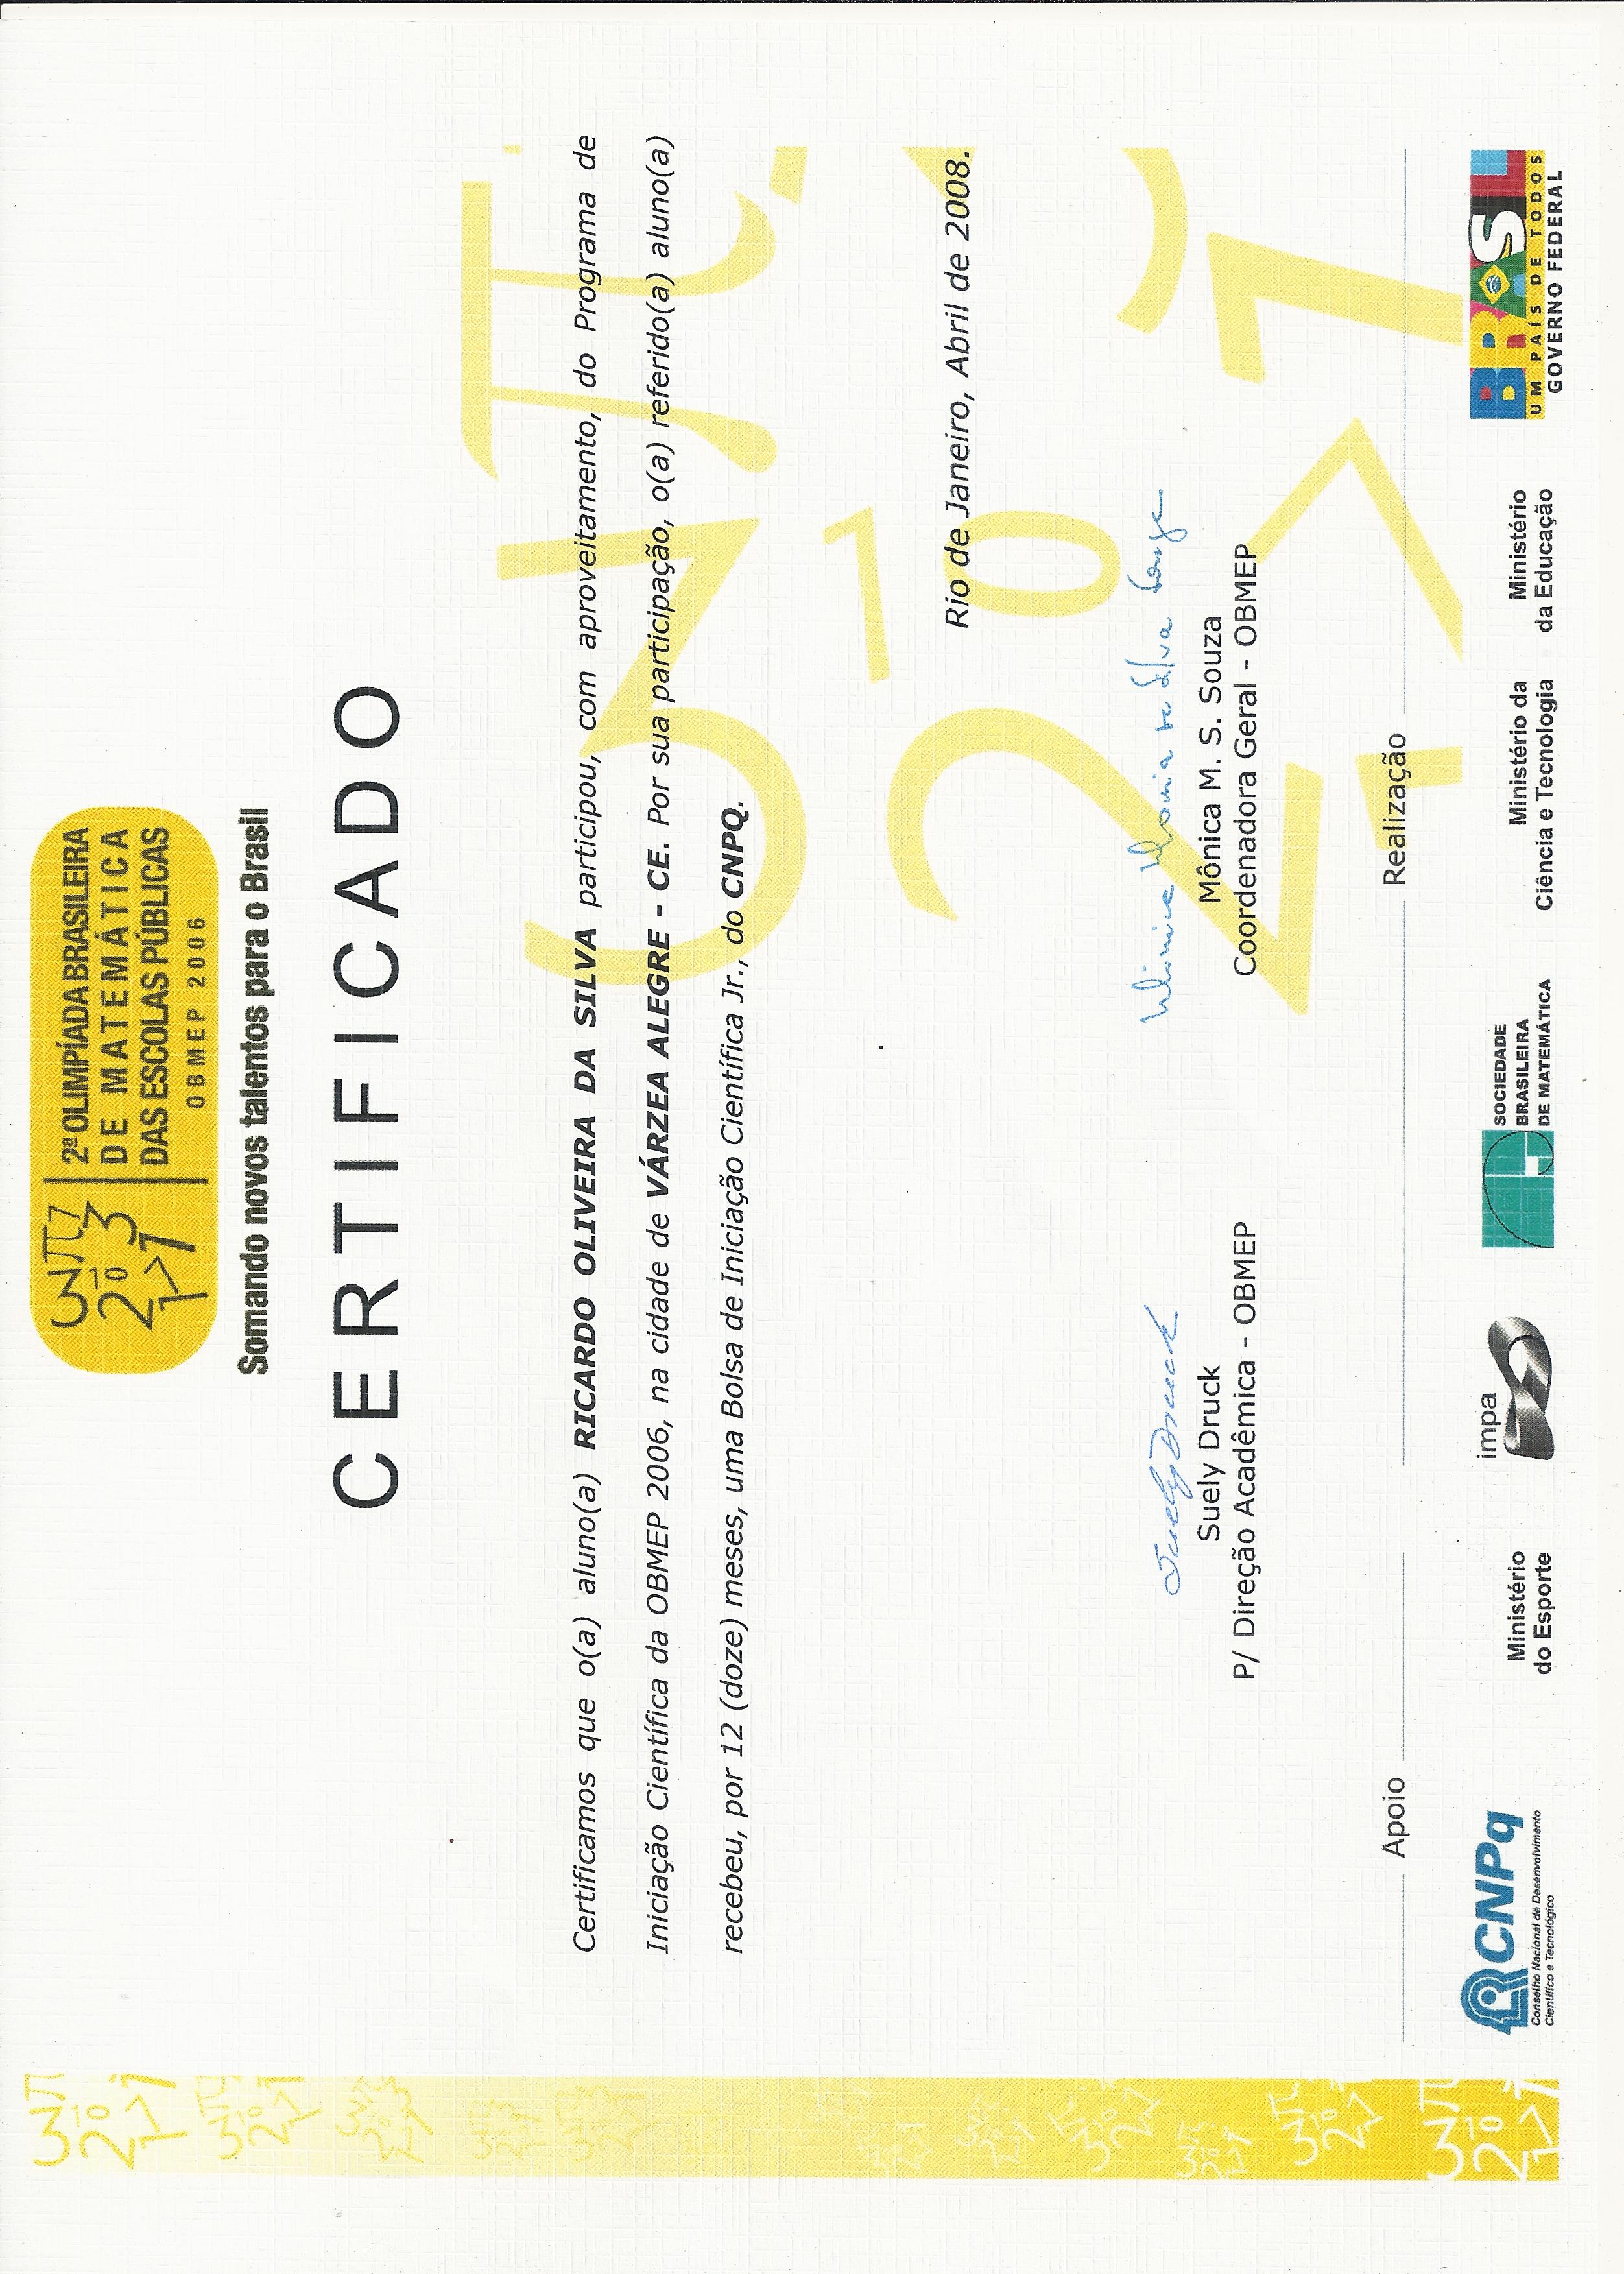 2ª OLIMPÍADA BRASILEIRA
DE MATEMÁTICA
DAS ESCOLAS PÚBLICAS
OBMEP 2006
Somando novos talentos para o Brasil
CERTIFICADO
Certificamos que o(a) aluno(a) RICARDO OLIVEIRA DA SILVA participou, com aproveitamento, do Programa de
Iniciação Científica da OBMEP 2006, na cidade de VÁRZEA ALEGRE - CE. Por sua participação, o(a) referido(a) aluno(a)
recebeu, por 12 (doze) meses, uma Bolsa de Iniciação Científica Jr., do CNPQ.
Rio de Janeiro, Abril de 2008.
Suely Druck
Suely Druck
P/ Direção Acadêmica - OBMEP
Mônica M. S. Souza
Coordenadora Geral - OBMEP
Apoio
Realização
CNPq
Conselho Nacional de Desenvolvimento
Científico e Tecnológico
Ministério
do Esporte
impa
SOCIEDADE
BRASILEIRA
DE MATEMÁTICA
Ministério da
Ciência e Tecnologia
Ministério
da Educação
BRASIL
UM PAÍS DE TODOS
GOVERNO FEDERAL